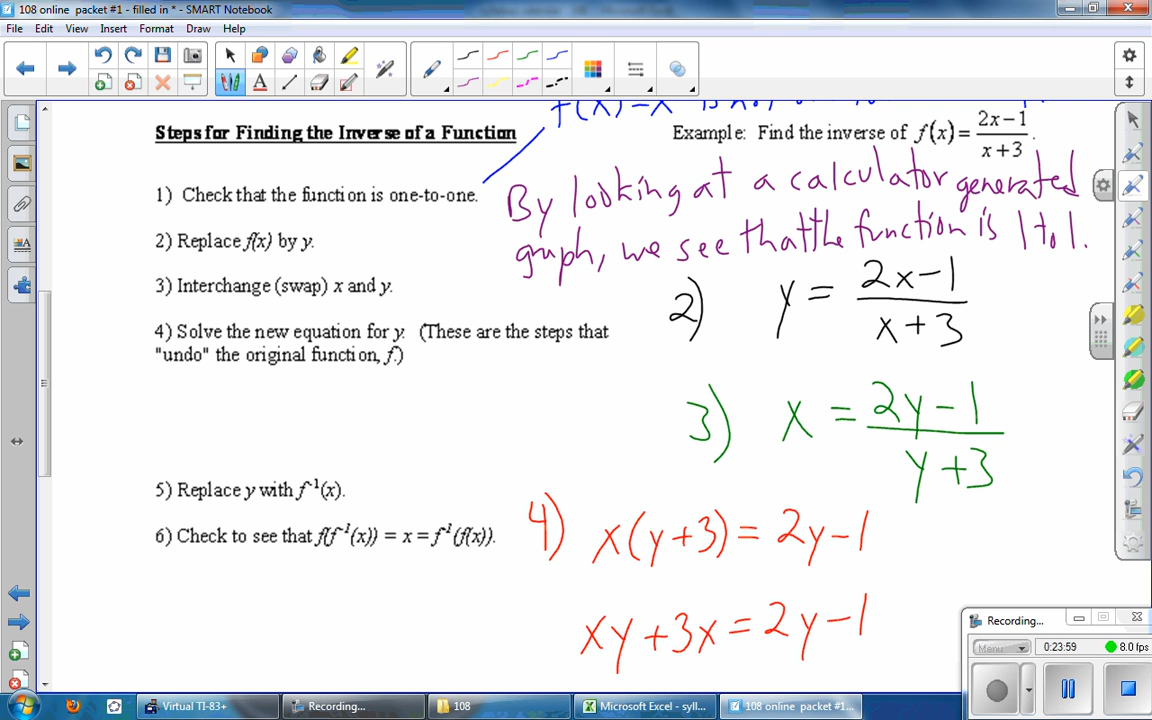 108 online packet #1 - filled in * - SMART Notebook
File Edit View Insert Format Draw Help
f(x)=x is not
Steps for Finding the Inverse of a Function
Example: Find the inverse of f(x) = (2x−1)/(x+3).
1) Check that the function is one-to-one.
By looking at a calculator generated
graph, we see that the function is 1 to 1.
2) Replace f(x) by y.
2) y = (2x−1)/(x+3)
3) Interchange (swap) x and y.
4) Solve the new equation for y. (These are the steps that
"undo" the original function, f.)
3) x = (2y−1)/(y+3)
5) Replace y with f⁻¹(x).
6) Check to see that f(f⁻¹(x)) = x = f⁻¹(f(x)).
4) x(y+3) = 2y−1
xy+3x = 2y−1
Recording...
Menu 0:23:59 8.0 fps
Virtual TI-83+ Recording... 108 Microsoft Excel - syll... 108 online packet #1...